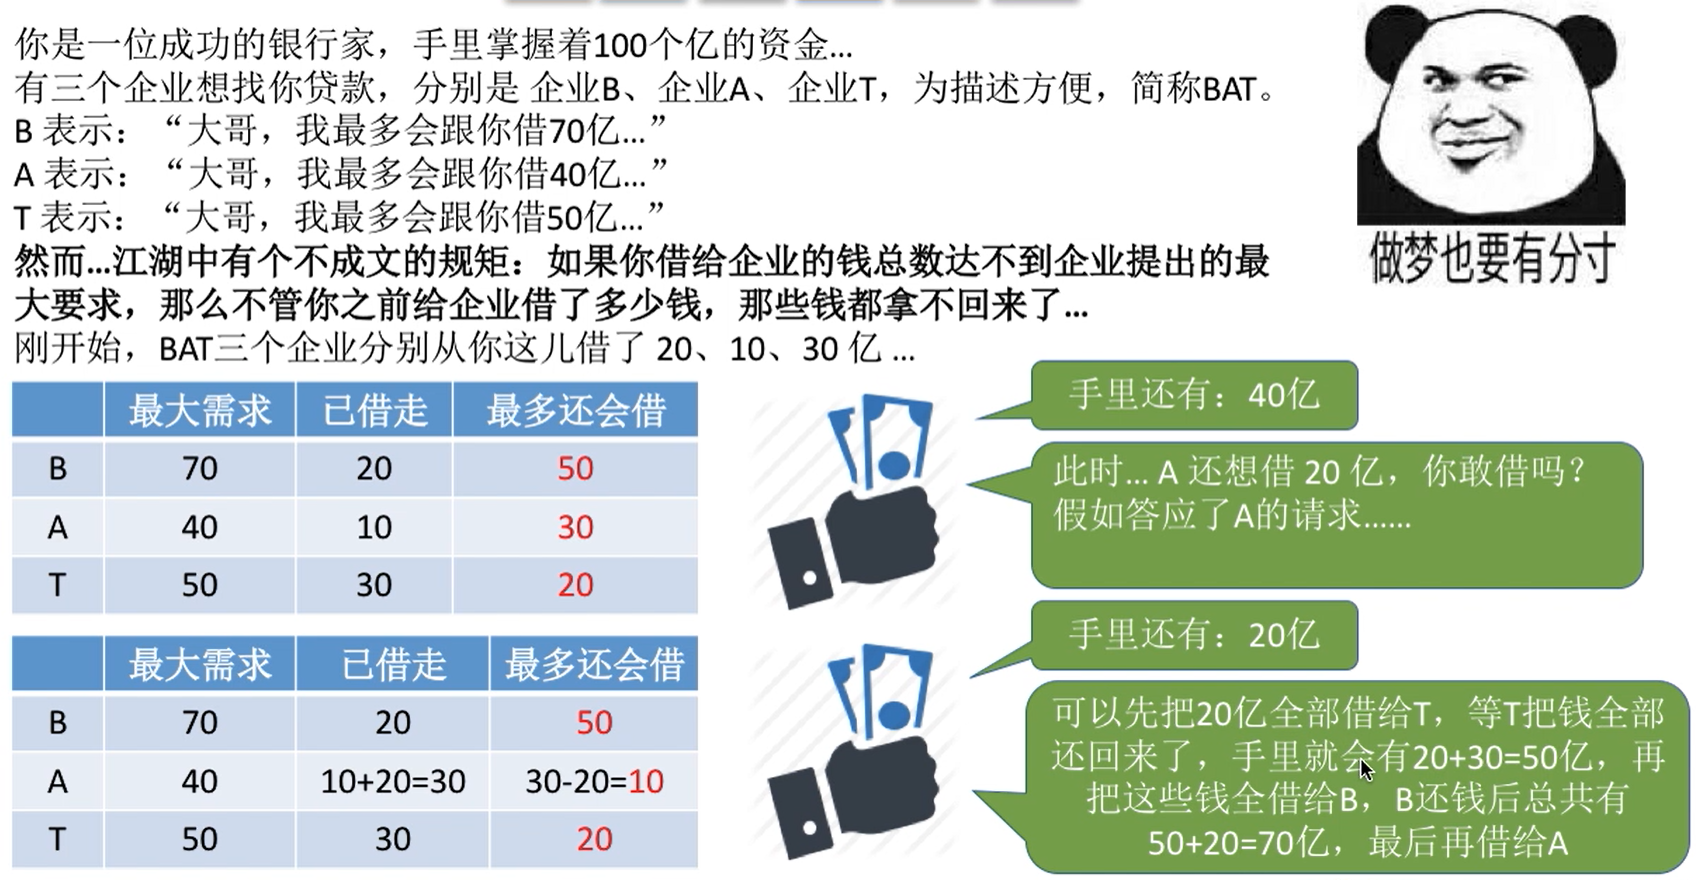 你是一位成功的银行家，手里掌握着100个亿的资金...
有三个企业想找你贷款，分别是 企业B、企业A、企业T，为描述方便，简称BAT。
B 表示：“大哥，我最多会跟你借70亿...”
A 表示：“大哥，我最多会跟你借40亿...”
T 表示：“大哥，我最多会跟你借50亿...”
然而...江湖中有个不成文的规矩：如果你借给企业的钱总数达不到企业提出的最
大要求，那么不管你之前给企业借了多少钱，那些钱都拿不回来了...
刚开始，BAT三个企业分别从你这儿借了 20、10、30 亿 ...
做梦也要有分寸
最大需求 已借走 最多还会借
B 70 20 50
A 40 10 30
T 50 30 20
手里还有：40亿
此时... A 还想借 20 亿，你敢借吗？
假如答应了A的请求......
最大需求 已借走 最多还会借
B 70 20 50
A 40 10+20=30 30-20=10
T 50 30 20
手里还有：20亿
可以先把20亿全部借给T，等T把钱全部
还回来了，手里就会有20+30=50亿，再
把这些钱全借给B，B还钱后总共有
50+20=70亿，最后再借给A